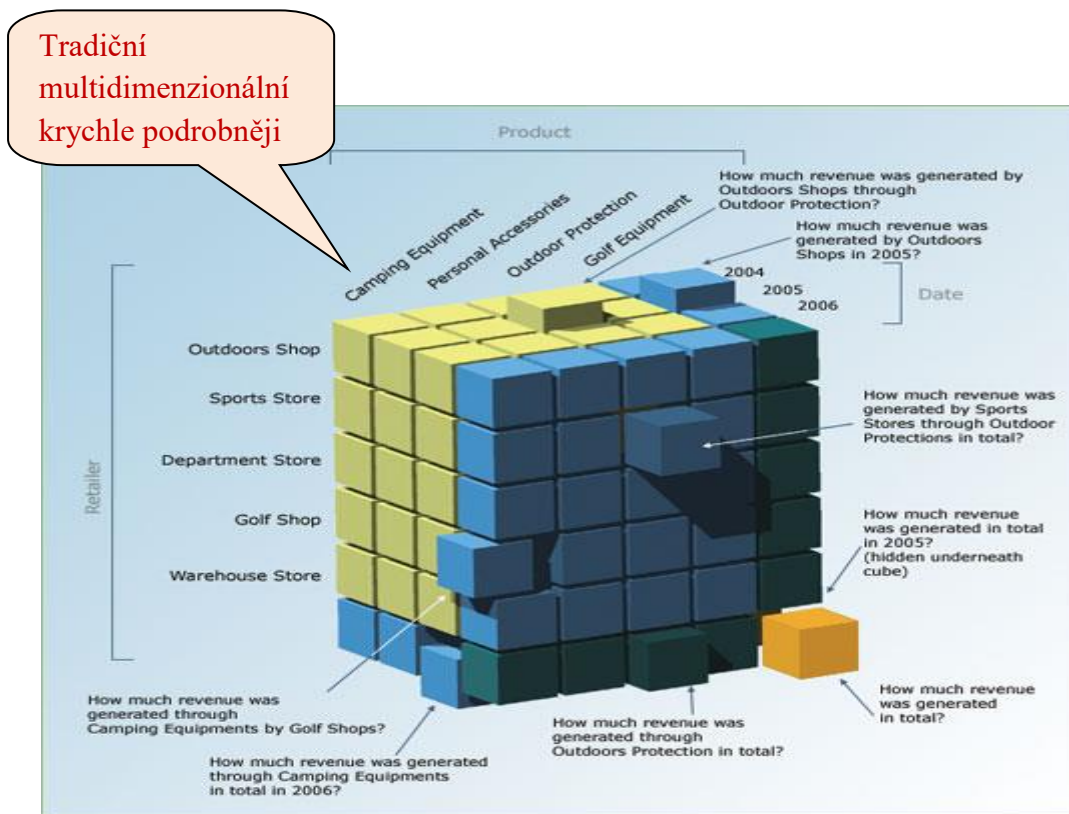 Tradiční
multidimenzionální
krychle podrobněji
Product
Camping Equipment
Personal Accessories
Outdoor Protection
Golf Equipment
How much revenue was generated by
Outdoors Shops through
Outdoor Protection?
How much revenue was
generated by Outdoors
Shops in 2005?
2004
2005
2006
Date
Retailer
Outdoors Shop
Sports Store
Department Store
Golf Shop
Warehouse Store
How much revenue was
generated by Sports
Stores through Outdoor
Protections in total?
How much revenue
was generated in total
in 2005?
(hidden underneath
cube)
How much revenue was
generated through
Camping Equipments by Golf Shops?
How much revenue was generated
through Camping Equipments
in total in 2006?
How much revenue was
generated through
Outdoors Protection in total?
How much revenue
was generated
in total?